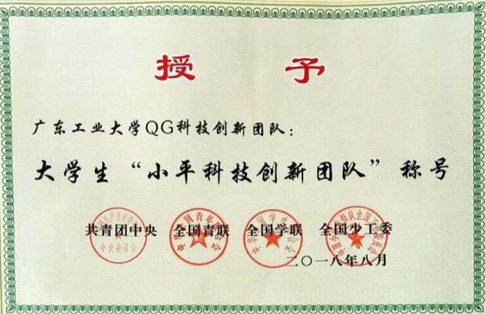 授予
广东工业大学QG科技创新团队：
大学生“小平科技创新团队”称号
共青团中央 全国青联 全国学联 全国少工委
二〇一八年八月